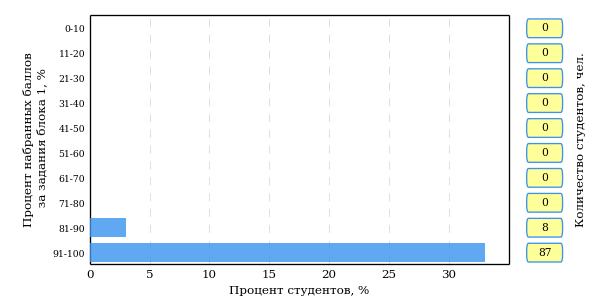 Процент набранных баллов
за задания блока 1, %
0-10 0
11-20 0
21-30 0
31-40 0
41-50 0
51-60 0
61-70 0
71-80 0
81-90 8
91-100 87
0 5 10 15 20 25 30
Процент студентов, %
Количество студентов, чел.